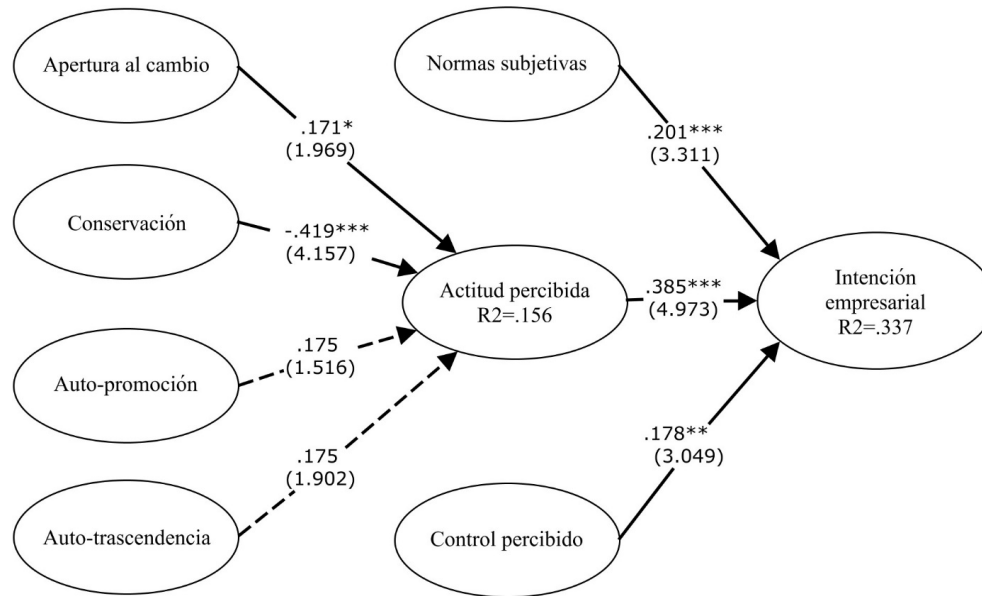 Apertura al cambio
Normas subjetivas
.171*
(1.969)
.201***
(3.311)
Conservación
-.419***
(4.157)
Actitud percibida
R2=.156
.385***
(4.973)
Intención
empresarial
R2=.337
Auto-promoción
.175
(1.516)
.175
(1.902)
.178**
(3.049)
Auto-trascendencia
Control percibido